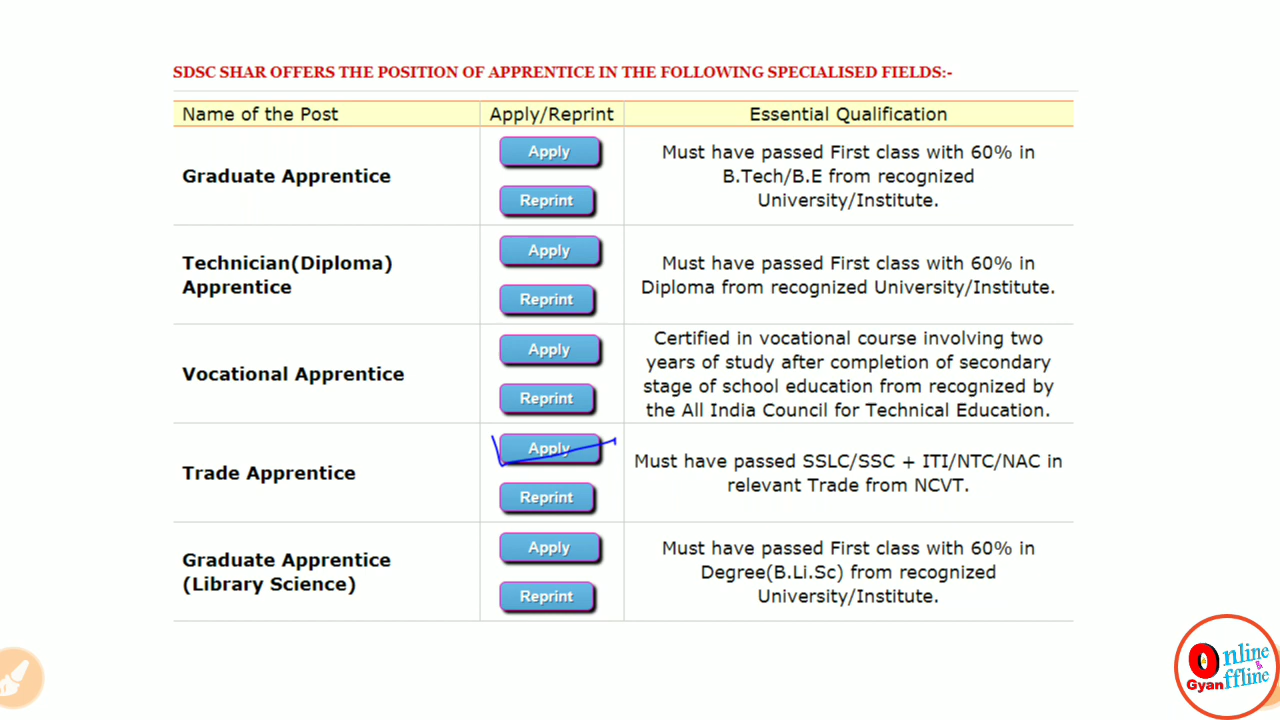 SDSC SHAR OFFERS THE POSITION OF APPRENTICE IN THE FOLLOWING SPECIALISED FIELDS:-
Name of the Post Apply/Reprint Essential Qualification
Graduate Apprentice
Apply
Reprint
Must have passed First class with 60% in
B.Tech/B.E from recognized
University/Institute.
Technician(Diploma)
Apprentice
Apply
Reprint
Must have passed First class with 60% in
Diploma from recognized University/Institute.
Vocational Apprentice
Apply
Reprint
Certified in vocational course involving two
years of study after completion of secondary
stage of school education from recognized by
the All India Council for Technical Education.
Trade Apprentice
Apply
Reprint
Must have passed SSLC/SSC + ITI/NTC/NAC in
relevant Trade from NCVT.
Graduate Apprentice
(Library Science)
Apply
Reprint
Must have passed First class with 60% in
Degree(B.Li.Sc) from recognized
University/Institute.
Online
&
Offline
Gyan